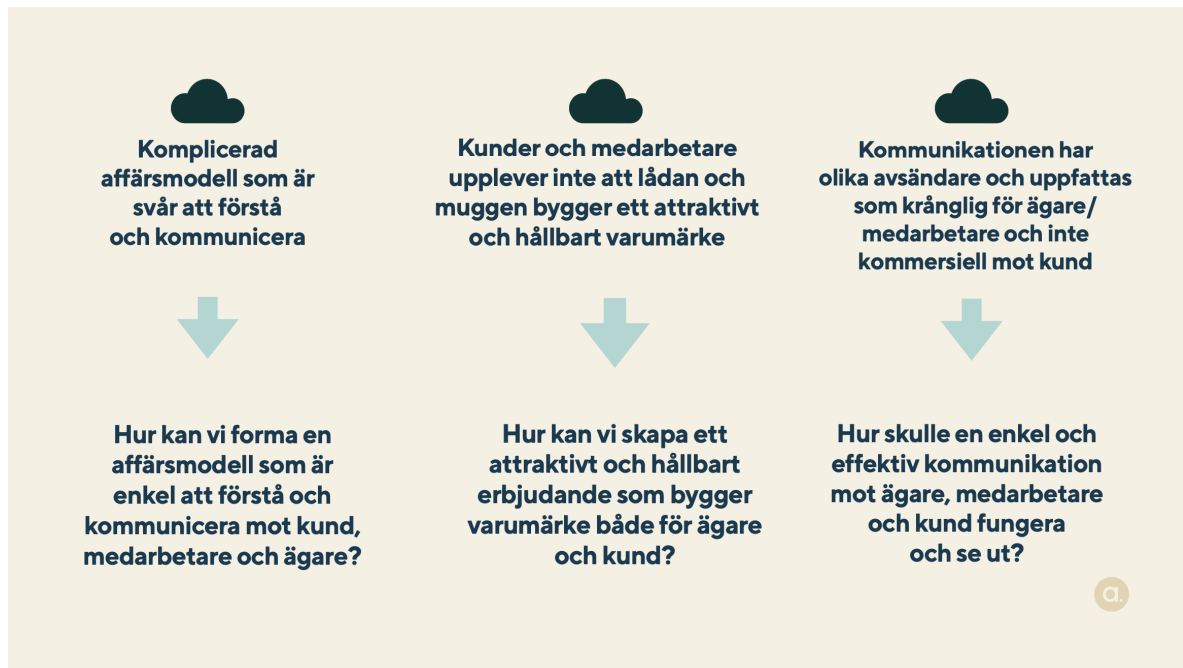 Komplicerad
affärsmodell som är
svår att förstå
och kommunicera
Kunder och medarbetare
upplever inte att lådan och
muggen bygger ett attraktivt
och hållbart varumärke
Kommunikationen har
olika avsändare och uppfattas
som krånglig för ägare/
medarbetare och inte
kommersiell mot kund
Hur kan vi forma en
affärsmodell som är
enkel att förstå och
kommunicera mot kund,
medarbetare och ägare?
Hur kan vi skapa ett
attraktivt och hållbart
erbjudande som bygger
varumärke både för ägare
och kund?
Hur skulle en enkel och
effektiv kommunikation
mot ägare, medarbetare
och kund fungera
och se ut?
a.